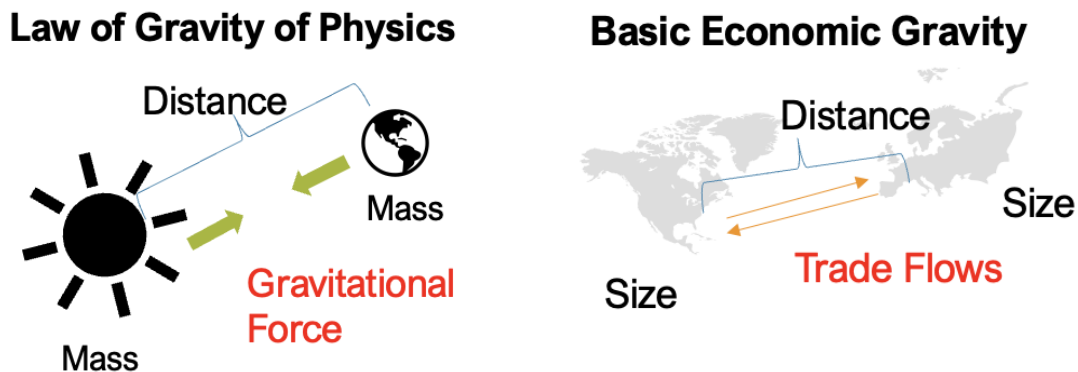 Law of Gravity of Physics
Distance
Mass
Gravitational
Force
Mass
Basic Economic Gravity
Distance
Size
Trade Flows
Size